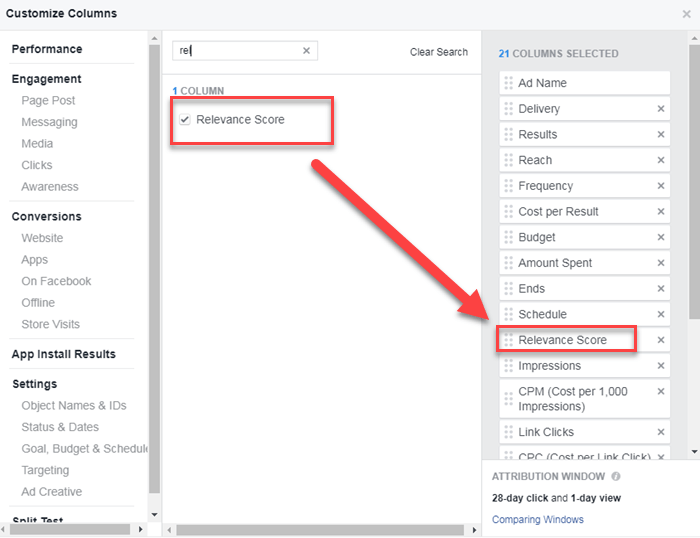 Customize Columns
Performance
Engagement
Page Post
Messaging
Media
Clicks
Awareness
Conversions
Website
Apps
On Facebook
Offline
Store Visits
App Install Results
Settings
Object Names & IDs
Status & Dates
Goal, Budget & Schedule
Targeting
Ad Creative
Split Test
rel
Clear Search
1 COLUMN
Relevance Score
21 COLUMNS SELECTED
Ad Name
Delivery
Results
Reach
Frequency
Cost per Result
Budget
Amount Spent
Ends
Schedule
Relevance Score
Impressions
CPM (Cost per 1,000
Impressions)
Link Clicks
CPC (Cost per Link Click)
ATTRIBUTION WINDOW
28-day click and 1-day view
Comparing Windows